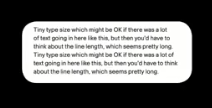 Tiny type size which might be OK if there was a lot
of text going in here like this, but then you'd have to
think about the line length, which seems pretty long.
Tiny type size which might be OK if there was a lot of
text going in here like this, but then you'd have to think
about the line length, which seems pretty long.